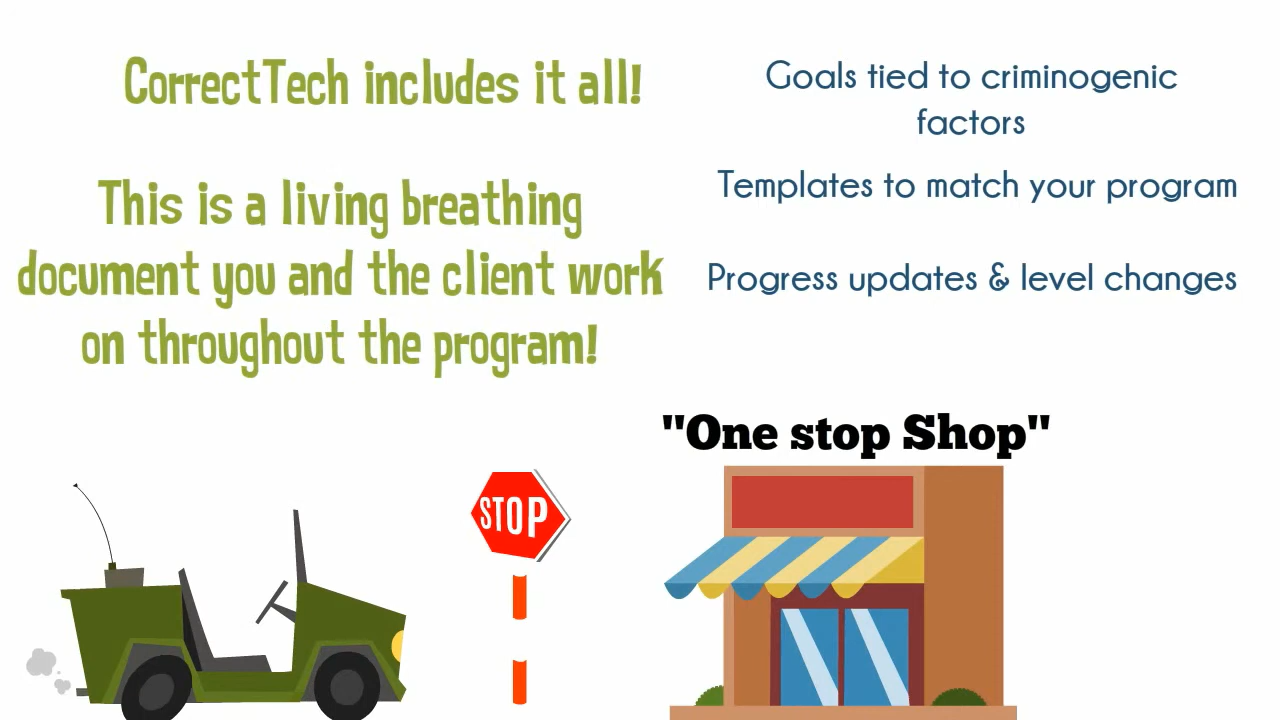 CorrectTech includes it all!
This is a living breathing
document you and the client work
on throughout the program!
Goals tied to criminogenic
factors
Templates to match your program
Progress updates & level changes
"One stop Shop"
STOP